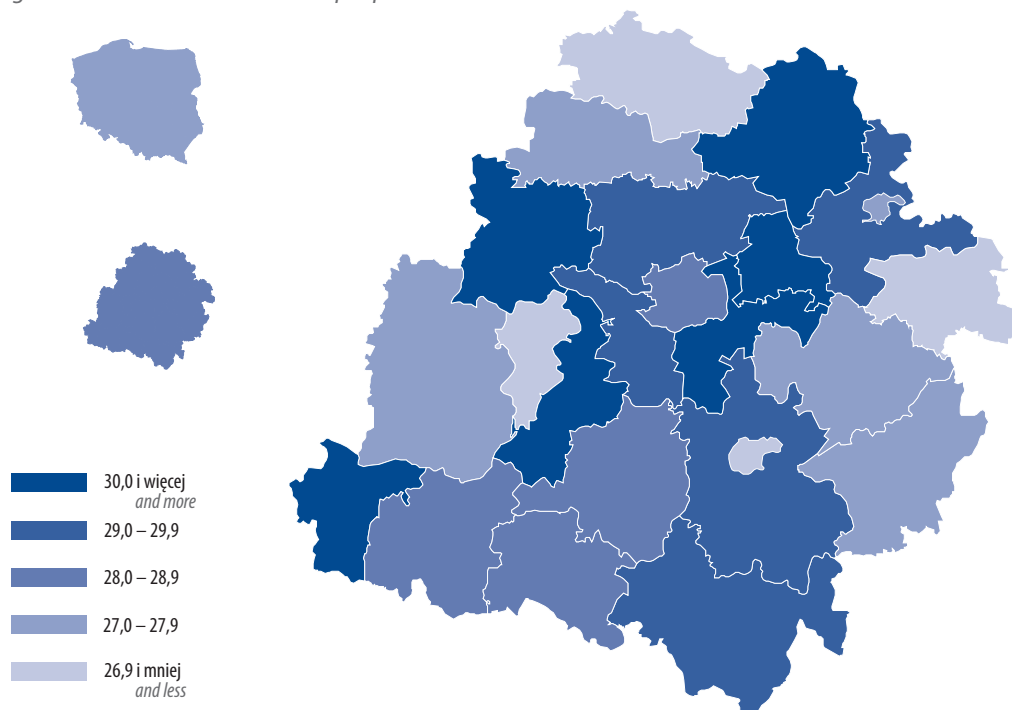 30,0 i więcej
and more
29,0 – 29,9
28,0 – 28,9
27,0 – 27,9
26,9 i mniej
and less